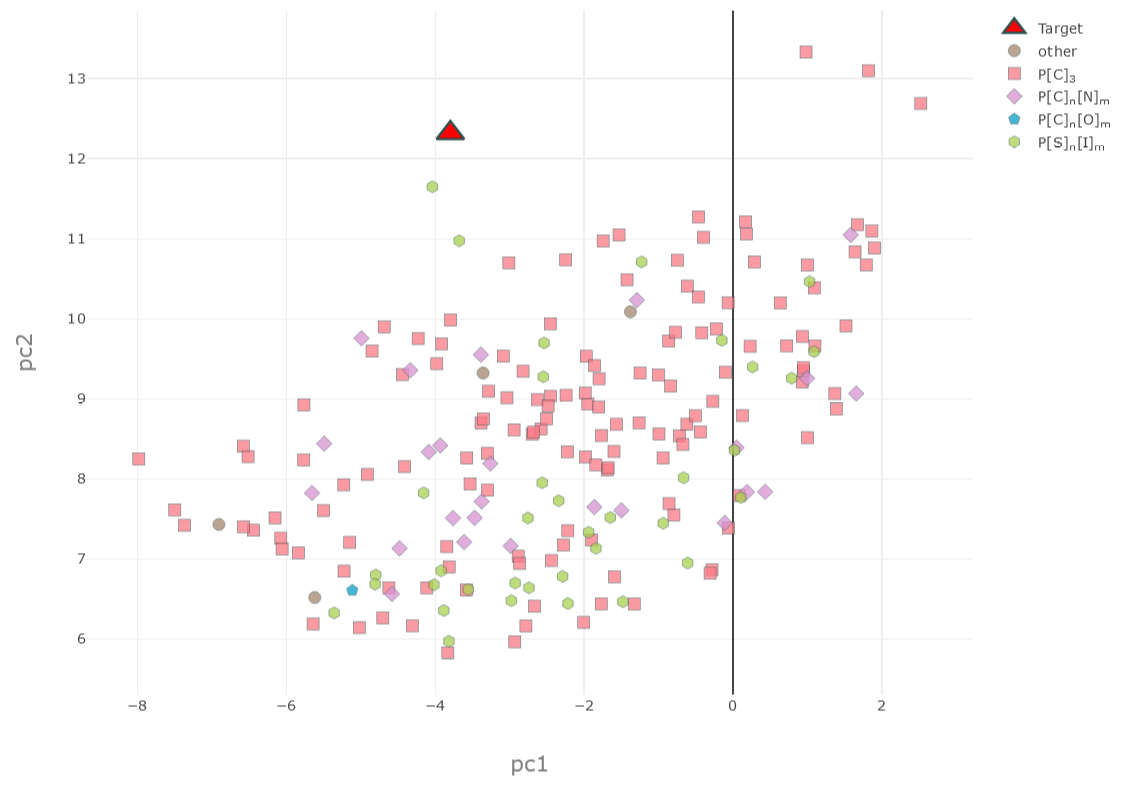 Target
other
P[C]₃
P[C]ₙ[N]ₘ
P[C]ₙ[O]ₘ
P[S]ₙ[I]ₘ
13
12
11
10
9
8
7
6
pc2
−8 −6 −4 −2 0 2
pc1